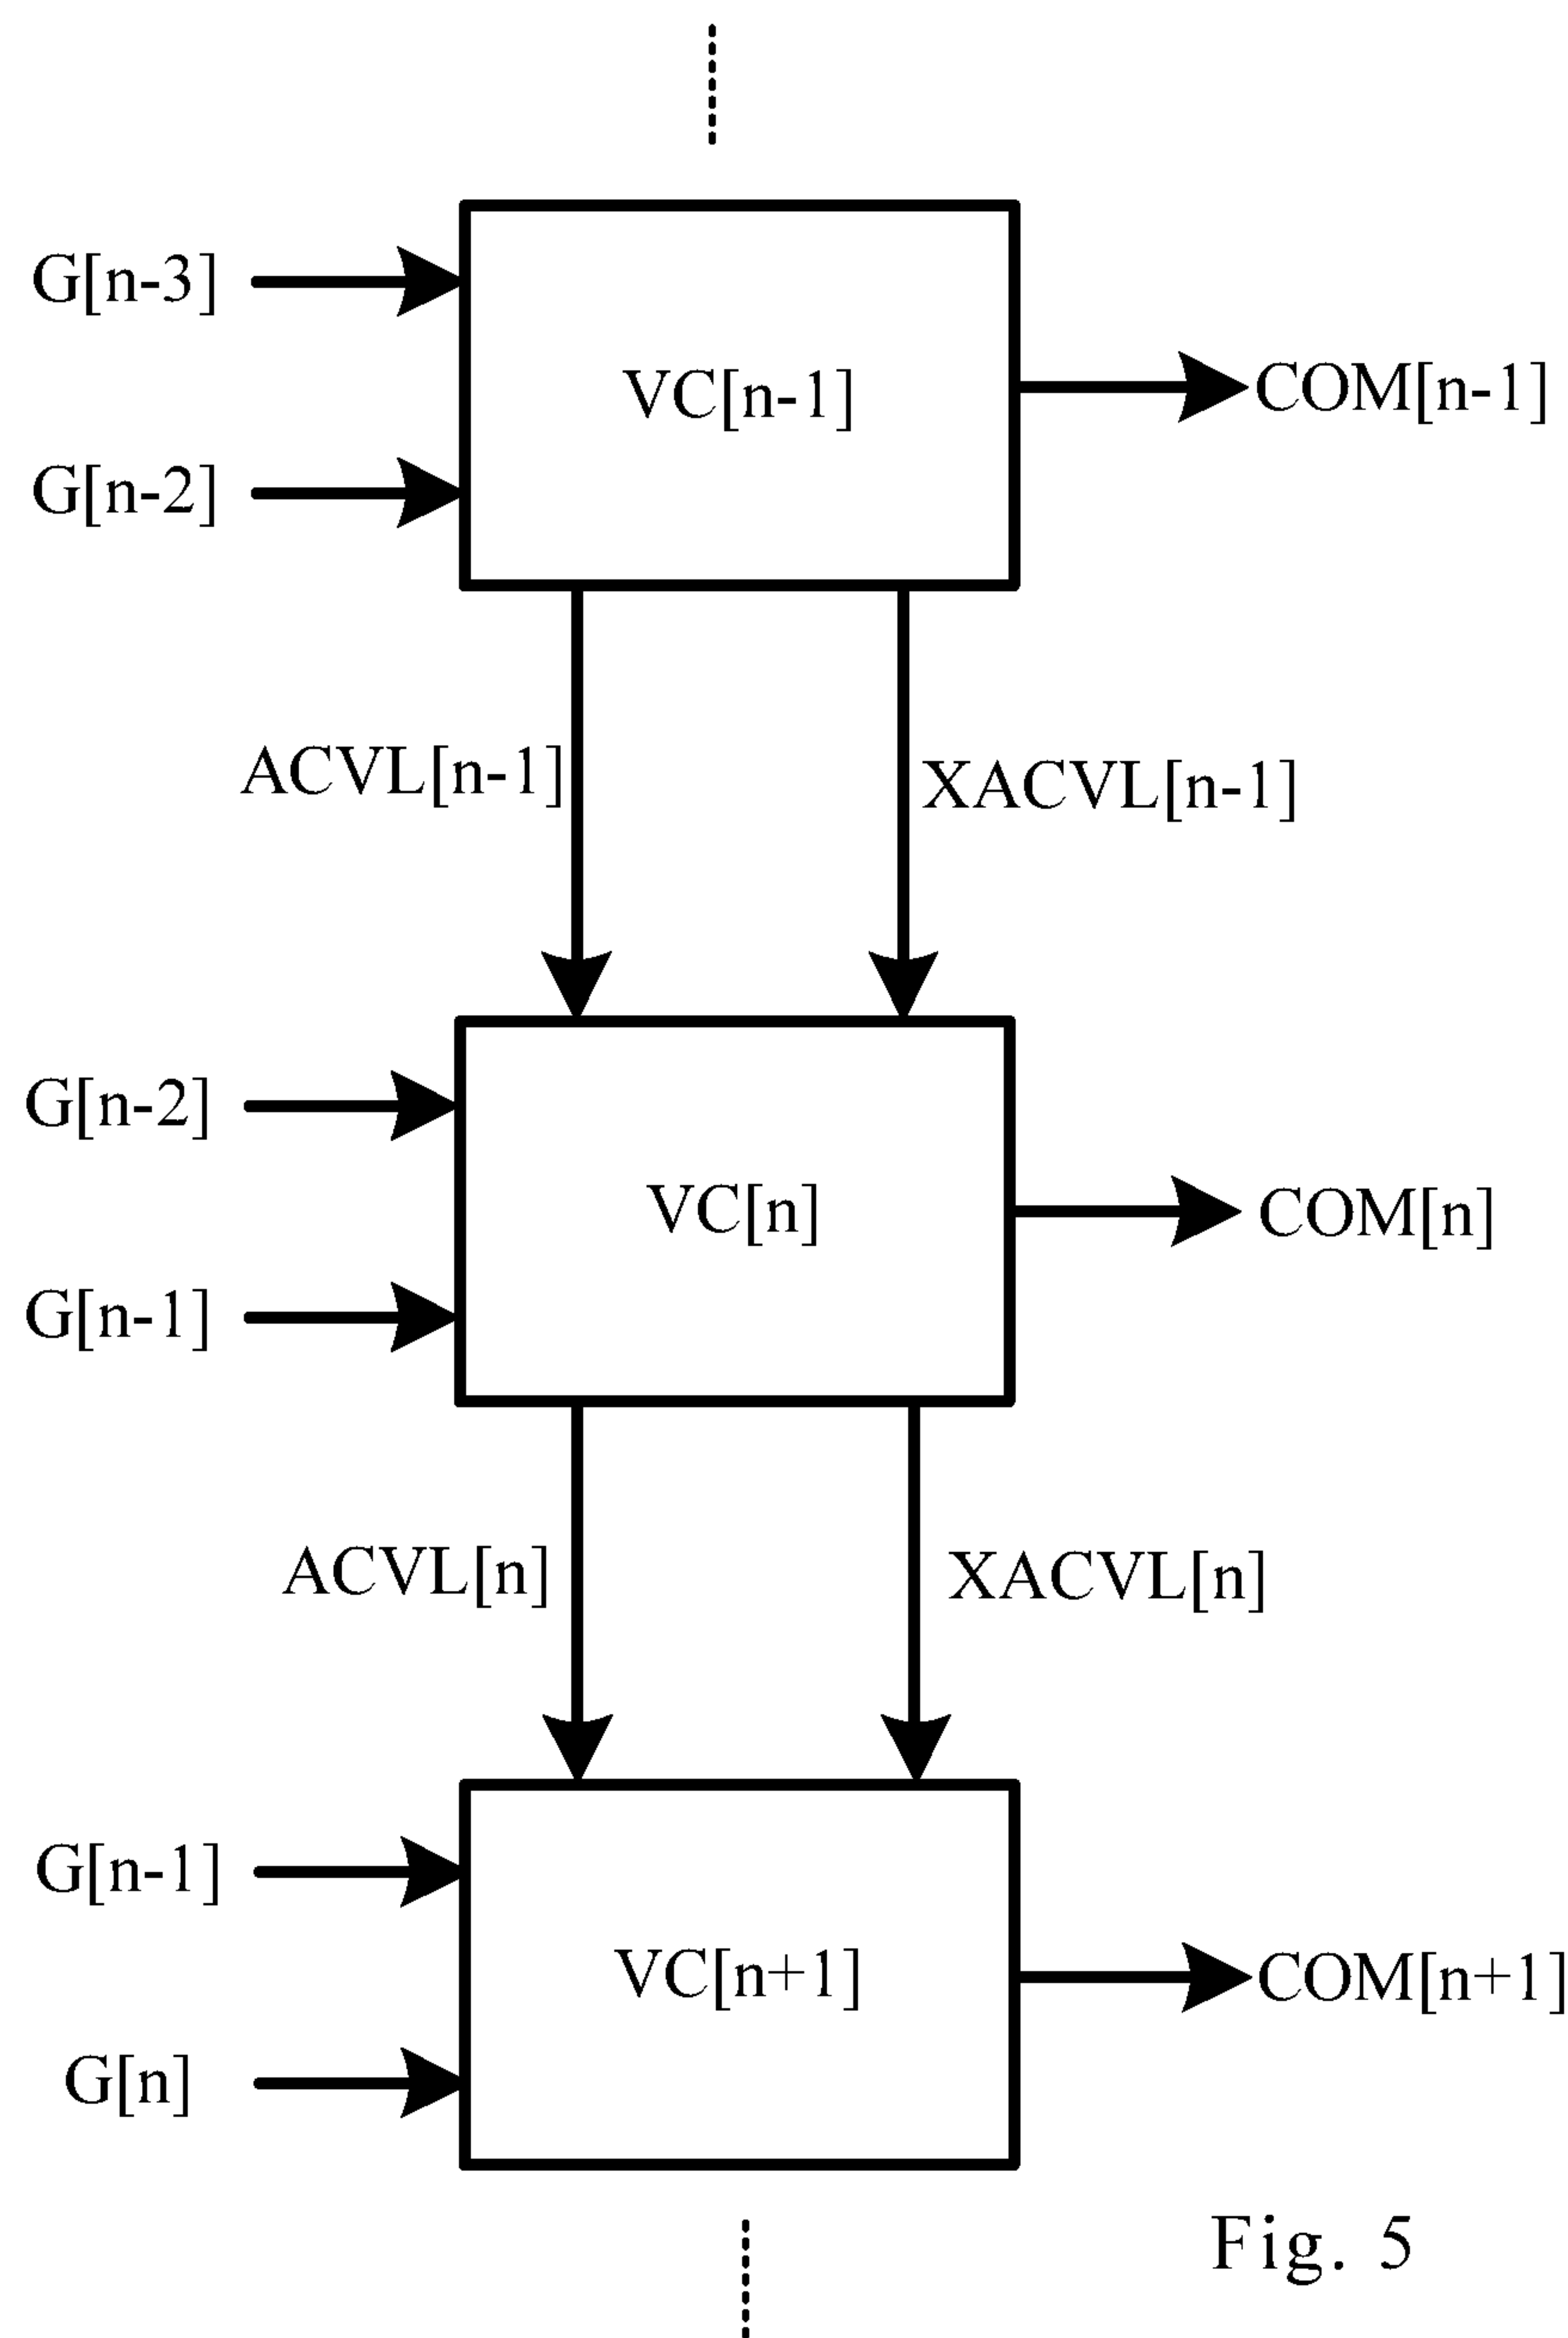 G[n-3]
VC[n-1]
COM[n-1]
G[n-2]
ACVL[n-1]
XACVL[n-1]
G[n-2]
VC[n]
COM[n]
G[n-1]
ACVL[n]
XACVL[n]
G[n-1]
VC[n+1]
COM[n+1]
G[n]
Fig. 5